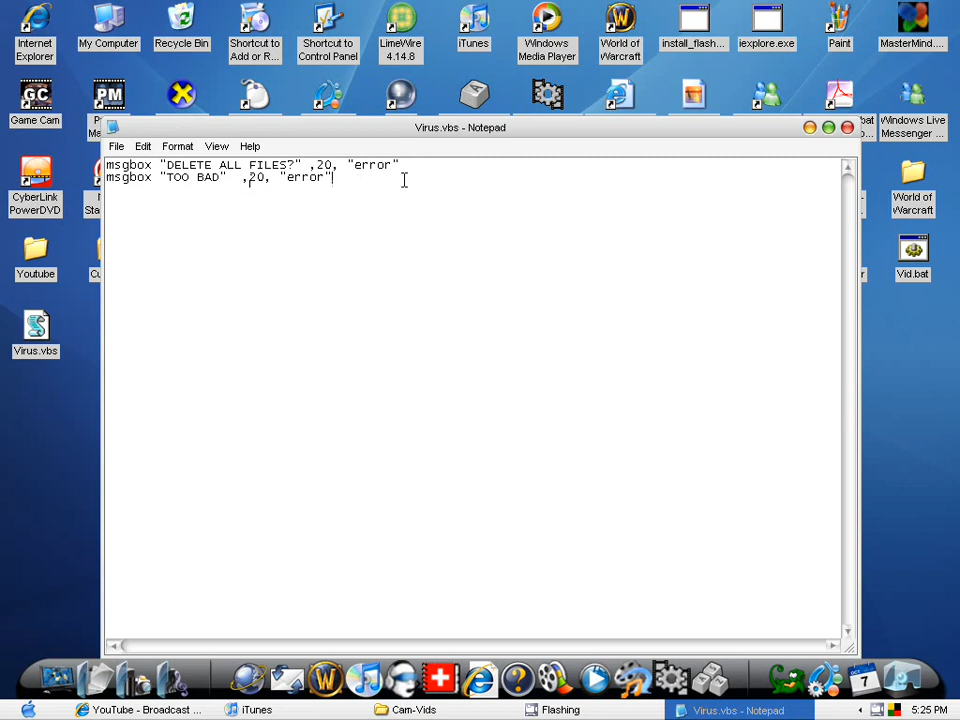 Internet Explorer
My Computer
Recycle Bin
Shortcut to Add or R...
Shortcut to Control Panel
LimeWire 4.14.8
iTunes
Windows Media Player
World of Warcraft
install_flash...
iexplore.exe
Paint
MasterMind....
GC
PM
Game Cam
Windows Live Messenger ...
Virus.vbs - Notepad
File Edit Format View Help
msgbox "DELETE ALL FILES?" ,20, "error"
msgbox "TOO BAD" ,20, "error"
CyberLink PowerDVD
World of Warcraft
Youtube
Vid.bat
Virus.vbs
7
YouTube - Broadcast ...
iTunes
Cam-Vids
Flashing
Virus.vbs - Notepad
5:25 PM